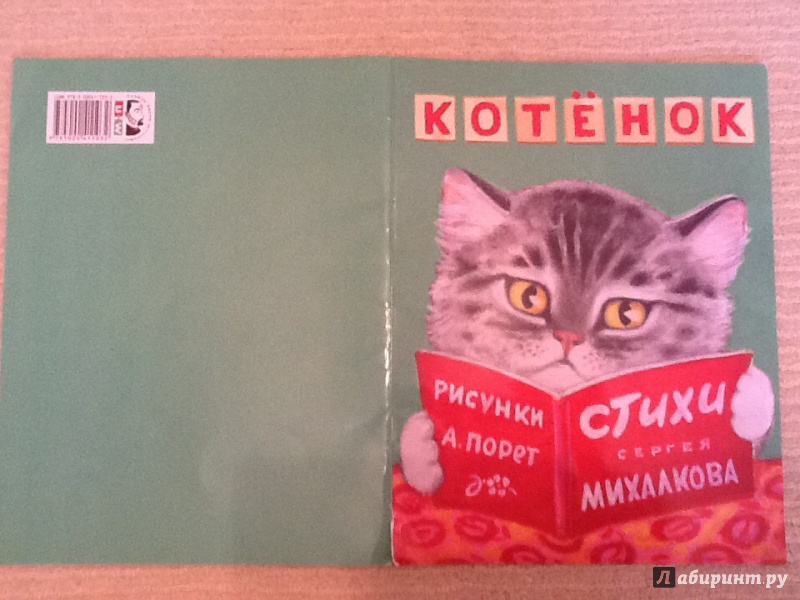 КОТЁНОК
РИСУНКИ
А. ПОРЕТ
СТИХИ
СЕРГЕЯ
МИХАЛКОВА
Лабиринт.ру